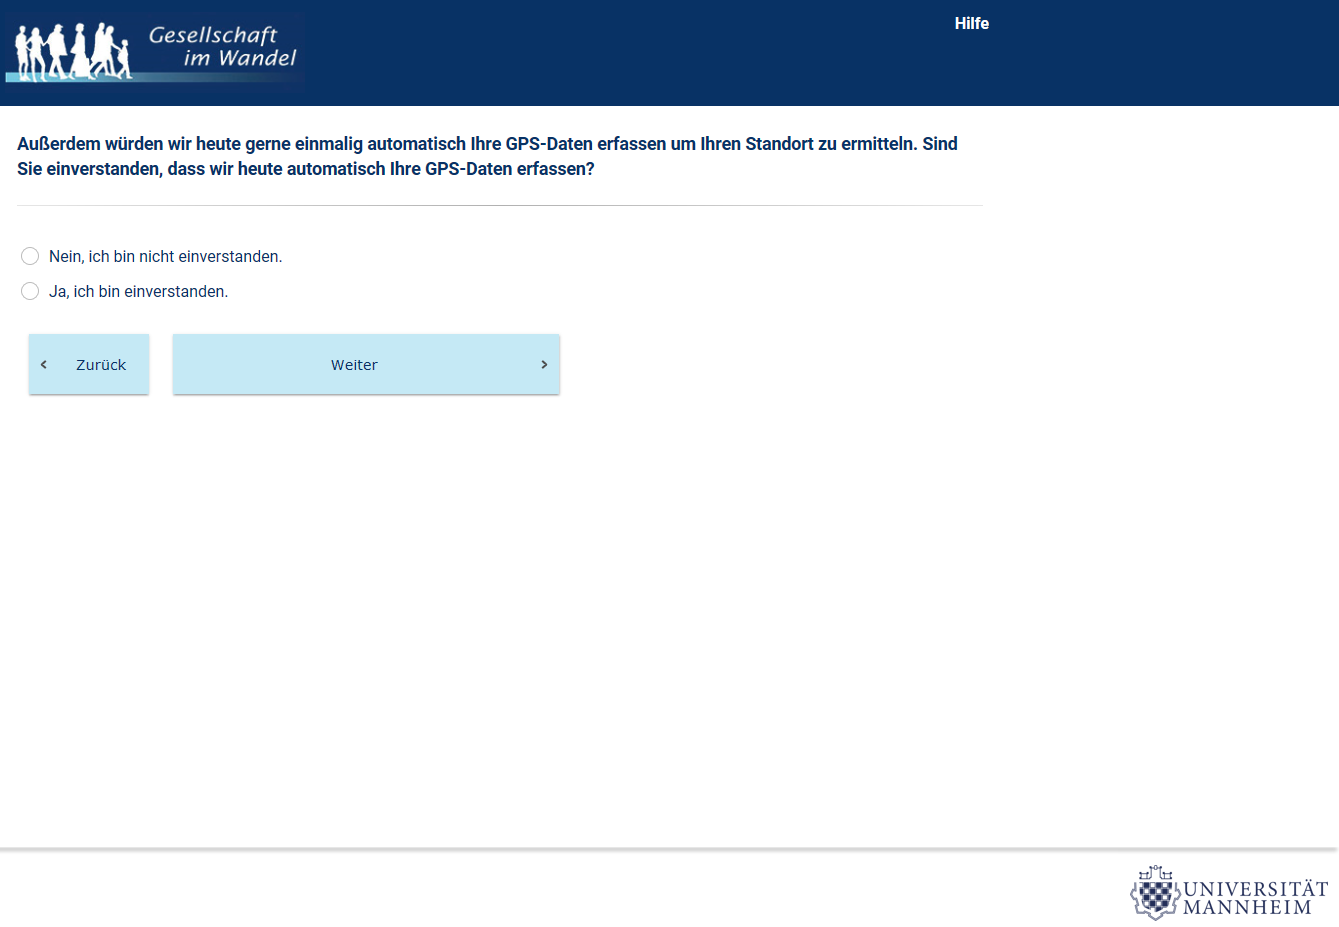 Gesellschaft
im Wandel
Hilfe
Außerdem würden wir heute gerne einmalig automatisch Ihre GPS-Daten erfassen um Ihren Standort zu ermitteln. Sind
Sie einverstanden, dass wir heute automatisch Ihre GPS-Daten erfassen?
Nein, ich bin nicht einverstanden.
Ja, ich bin einverstanden.
‹ Zurück
Weiter ›
UNIVERSITÄT
MANNHEIM